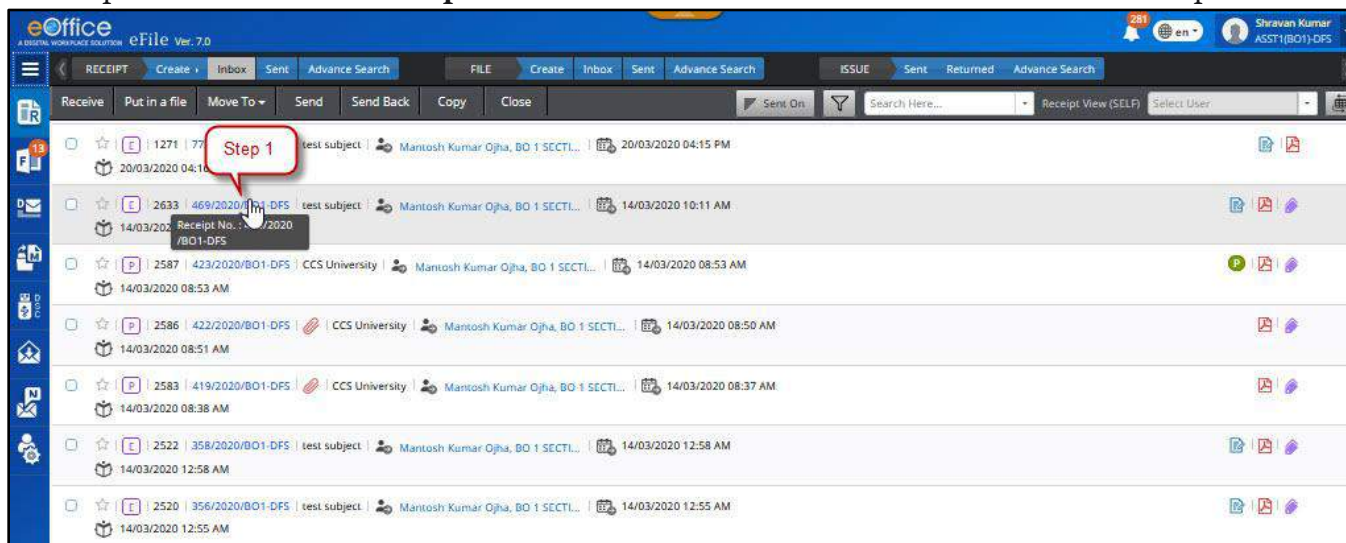 eOffice
A DIGITAL WORKPLACE SOLUTION eFile Ver. 7.0
281 en Shravan Kumar
ASST1(BO1)-DFS
RECEIPT Create Inbox Sent Advance Search FILE Create Inbox Sent Advance Search ISSUE Sent Returned Advance Search
Receive Put in a file Move To Send Send Back Copy Close Sent On Search Here... Receipt View (SELF) Select User
E 1271 77 test subject Mantosh Kumar Ojha, BO 1 SECTI... 20/03/2020 04:15 PM
20/03/2020 04:16
Step 1
13
E 2633 469/2020/BO1-DFS test subject Mantosh Kumar Ojha, BO 1 SECTI... 14/03/2020 10:11 AM
14/03/202
Receipt No. : /2020
/BO1-DFS
P 2587 423/2020/BO1-DFS CCS University Mantosh Kumar Ojha, BO 1 SECTI... 14/03/2020 08:53 AM P
14/03/2020 08:53 AM
P 2586 422/2020/BO1-DFS CCS University Mantosh Kumar Ojha, BO 1 SECTI... 14/03/2020 08:50 AM
14/03/2020 08:51 AM
P 2583 419/2020/BO1-DFS CCS University Mantosh Kumar Ojha, BO 1 SECTI... 14/03/2020 08:37 AM
14/03/2020 08:38 AM
E 2522 358/2020/BO1-DFS test subject Mantosh Kumar Ojha, BO 1 SECTI... 14/03/2020 12:58 AM
14/03/2020 12:58 AM
E 2520 356/2020/BO1-DFS test subject Mantosh Kumar Ojha, BO 1 SECTI... 14/03/2020 12:55 AM
14/03/2020 12:55 AM